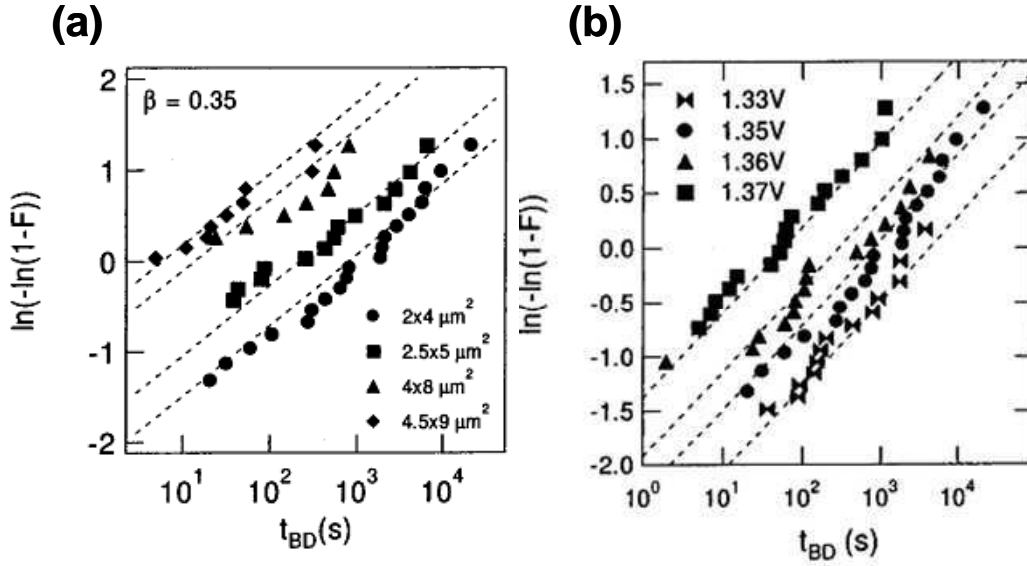 (a)
2
1
0
-1
-2
ln(-ln(1-F))
β = 0.35
2x4 μm²
2.5x5 μm²
4x8 μm²
4.5x9 μm²
10¹ 10² 10³ 10⁴
t_BD(s)
(b)
1.5
1.0
0.5
0.0
-0.5
-1.0
-1.5
-2.0
ln(-ln(1-F))
1.33V
1.35V
1.36V
1.37V
10⁰ 10¹ 10² 10³ 10⁴
t_BD (s)